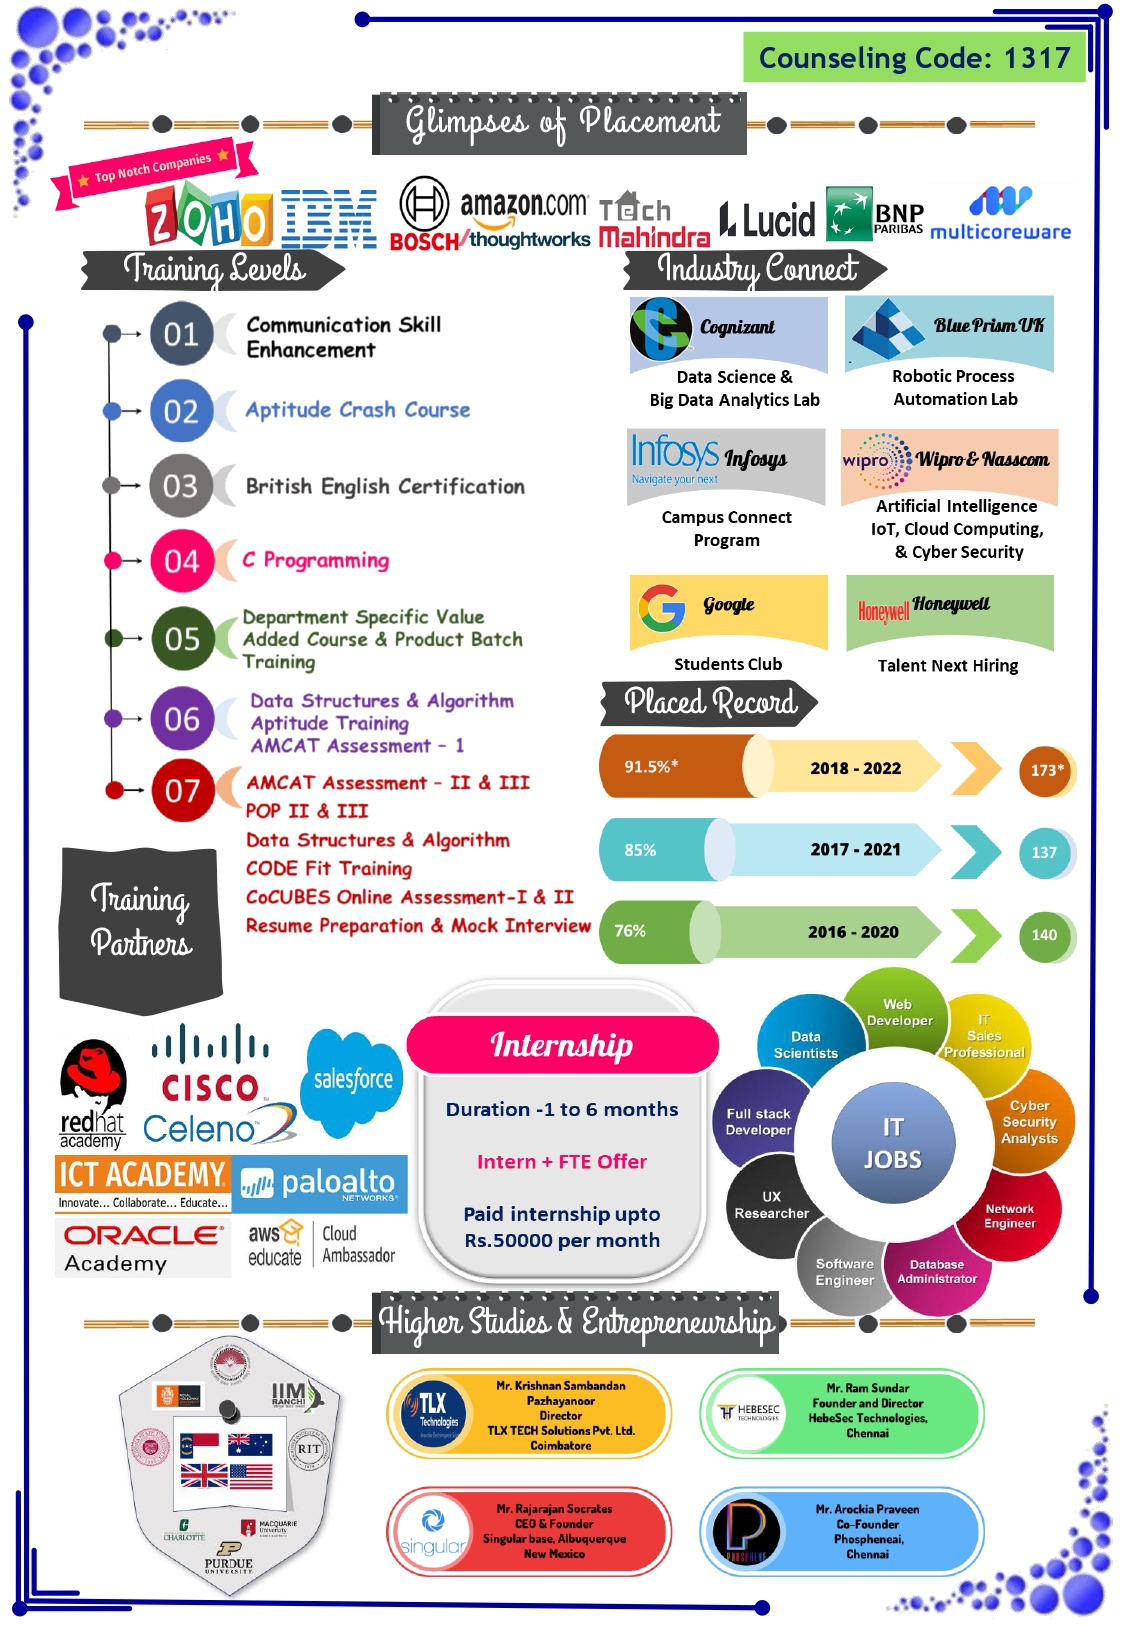 Counseling Code: 1317
Glimpses of Placement
Top Notch Companies
ZOHO
IBM
BOSCH
amazon.com
/thoughtworks
Tech
Mahindra
Lucid
BNP
PARIBAS
multicoreware
Training Levels
01
Communication Skill
Enhancement
02
Aptitude Crash Course
03
British English Certification
04
C Programming
05
Department Specific Value
Added Course & Product Batch
Training
06
Data Structures & Algorithm
Aptitude Training
AMCAT Assessment - 1
07
AMCAT Assessment - II & III
POP II & III
Data Structures & Algorithm
CODE Fit Training
CoCUBES Online Assessment-I & II
Resume Preparation & Mock Interview
Industry Connect
Cognizant
Data Science &
Big Data Analytics Lab
Blue Prism UK
Robotic Process
Automation Lab
Infosys
Navigate your next
Infosys
Campus Connect
Program
wipro
Wipro & Nasscom
Artificial Intelligence
IoT, Cloud Computing,
& Cyber Security
Google
Students Club
Honeywell
Honeywell
Talent Next Hiring
Placed Record
91.5%*
2018 - 2022
173*
85%
2017 - 2021
137
76%
2016 - 2020
140
Training
Partners
redhat
academy
CISCO
salesforce
Celeno
ICT ACADEMY
Innovate... Collaborate... Educate...
paloalto
NETWORKS
ORACLE
Academy
aws
educate
Cloud
Ambassador
Internship
Duration -1 to 6 months
Intern + FTE Offer
Paid internship upto
Rs.50000 per month
IT
JOBS
Web
Developer
IT
Sales
Professional
Cyber
Security
Analysts
Network
Engineer
Database
Administrator
Software
Engineer
UX
Researcher
Full stack
Developer
Data
Scientists
Higher Studies & Entrepreneurship
IIM
RANCHI
RIT
CHARLOTTE
MACQUARIE
University
PURDUE
UNIVERSITY
TLX
Technologies
Mr. Krishnan Sambandan
Pazhayanoor
Director
TLX TECH Solutions Pvt. Ltd.
Coimbatore
HEBESEC
TECHNOLOGIES
Mr. Ram Sundar
Founder and Director
HebeSec Technologies,
Chennai
singular
Mr. Rajarajan Socrates
CEO & Founder
Singular base, Albuquerque
New Mexico
PHOSPHENE
Mr. Arockia Praveen
Co-Founder
Phospheneai,
Chennai